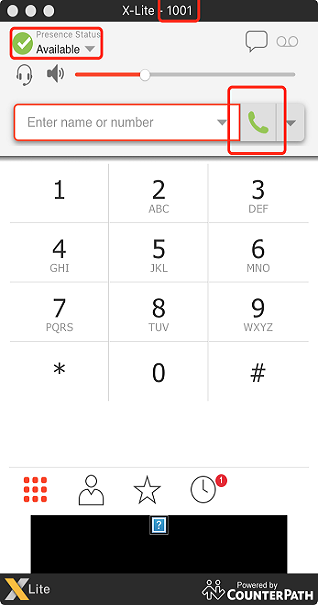 X-Lite - 1001
Presence Status
Available
Enter name or number
1
2
3
ABC
DEF
4
5
6
GHI
JKL
MNO
7
8
9
PQRS
TUV
WXYZ
*
0
#
1
?
X Lite
Powered by
COUNTERPATH